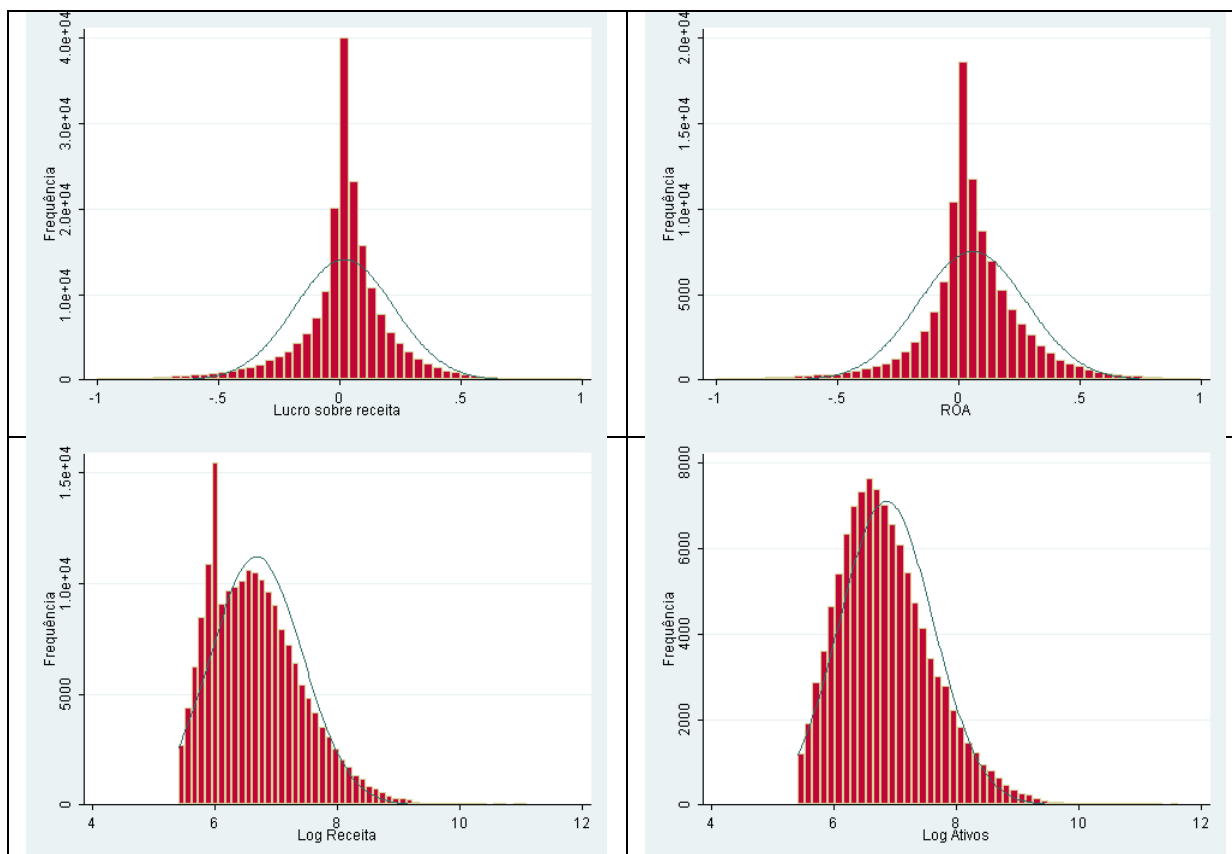 4.0e+04
3.0e+04
2.0e+04
1.0e+04
0
Frequência
-1 -.5 0 .5 1
Lucro sobre receita
2.0e+04
1.5e+04
1.0e+04
5000
0
Frequência
-1 -.5 0 .5 1
ROA
1.5e+04
1.0e+04
5000
0
Frequência
4 6 8 10 12
Log Receita
8000
6000
4000
2000
0
Frequência
4 6 8 10 12
Log Ativos